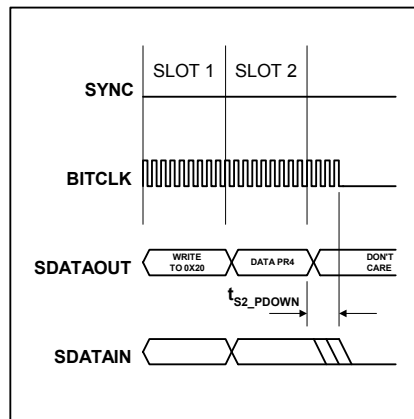 SLOT 1 SLOT 2
SYNC
BITCLK
SDATAOUT
WRITE
TO 0X20
DATA PR4
DON'T
CARE
tS2_PDOWN
SDATAIN